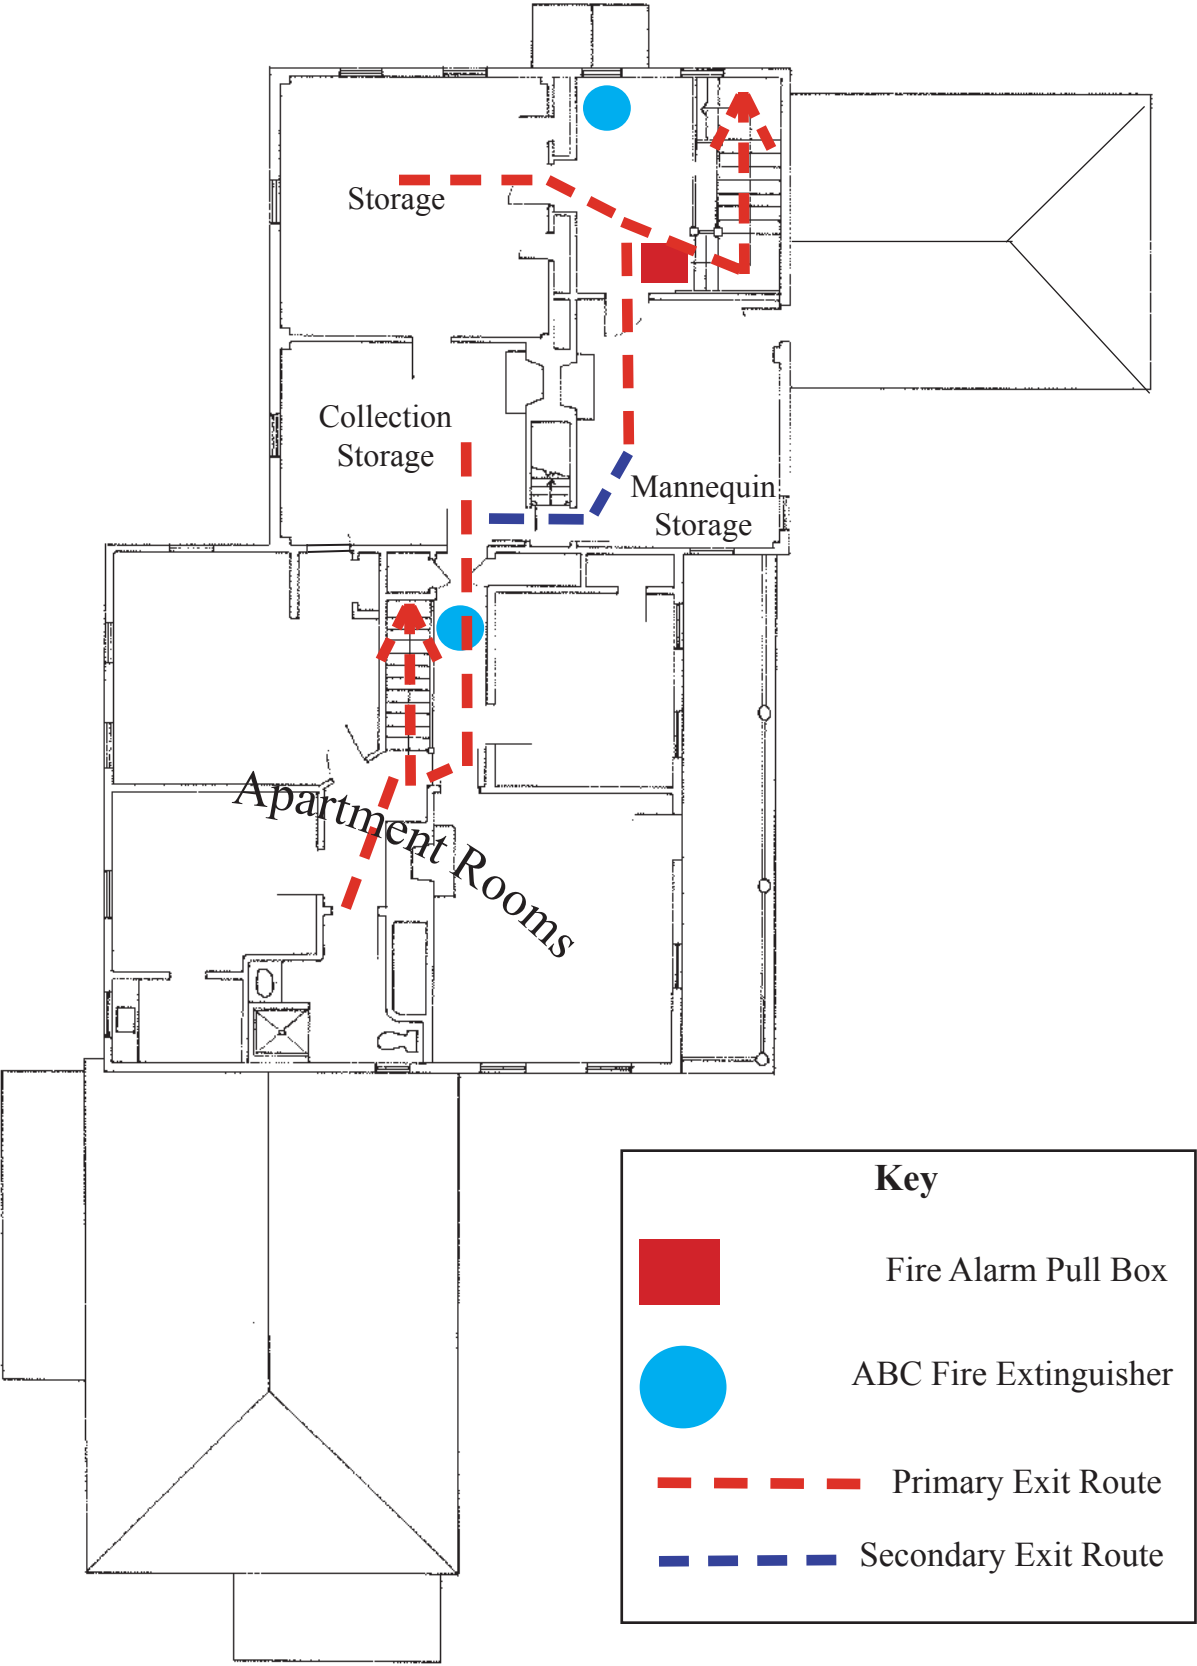 Storage
Collection
Storage
Mannequin
Storage
Apartment Rooms
Key
Fire Alarm Pull Box
ABC Fire Extinguisher
Primary Exit Route
Secondary Exit Route